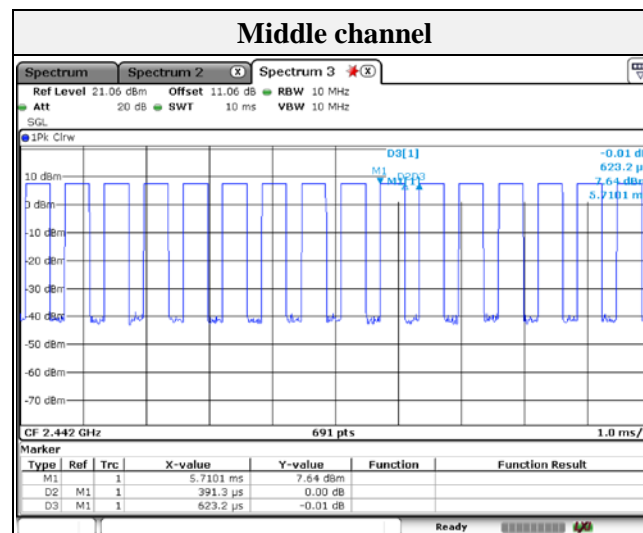 Middle channel
Spectrum Spectrum 2 X Spectrum 3 X
Ref Level 21.06 dBm Offset 11.06 dB RBW 10 MHz
Att 20 dB SWT 10 ms VBW 10 MHz
SGL
1Pk Clrw
D3[1] -0.01 dB
623.2 µ
10 dBm M1 M1[1] D2 D3 7.64 dBm
0 dBm 5.7101 m
-10 dBm
-20 dBm
-30 dBm
-40 dBm
-50 dBm
-60 dBm
-70 dBm
CF 2.442 GHz 691 pts 1.0 ms/
Marker
Type Ref Trc X-value Y-value Function Function Result
M1 1 5.7101 ms 7.64 dBm
D2 M1 1 391.3 µs 0.00 dB
D3 M1 1 623.2 µs -0.01 dB
Ready LXI